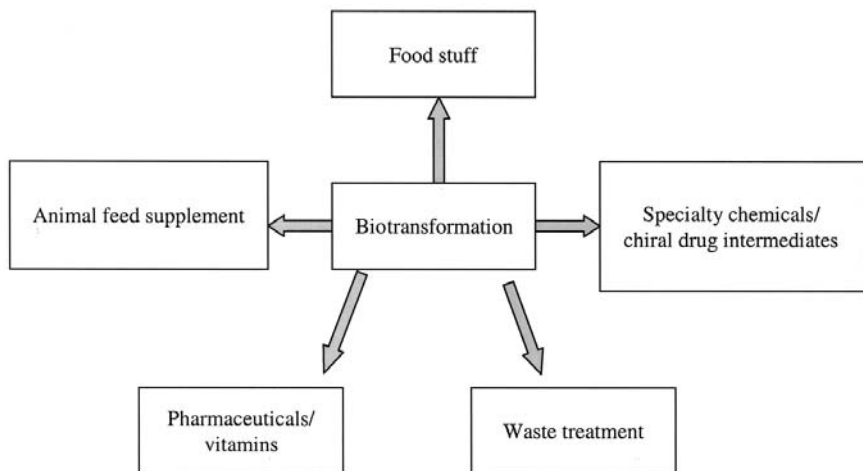 Food stuff
Animal feed supplement
Biotransformation
Specialty chemicals/
chiral drug intermediates
Pharmaceuticals/
vitamins
Waste treatment